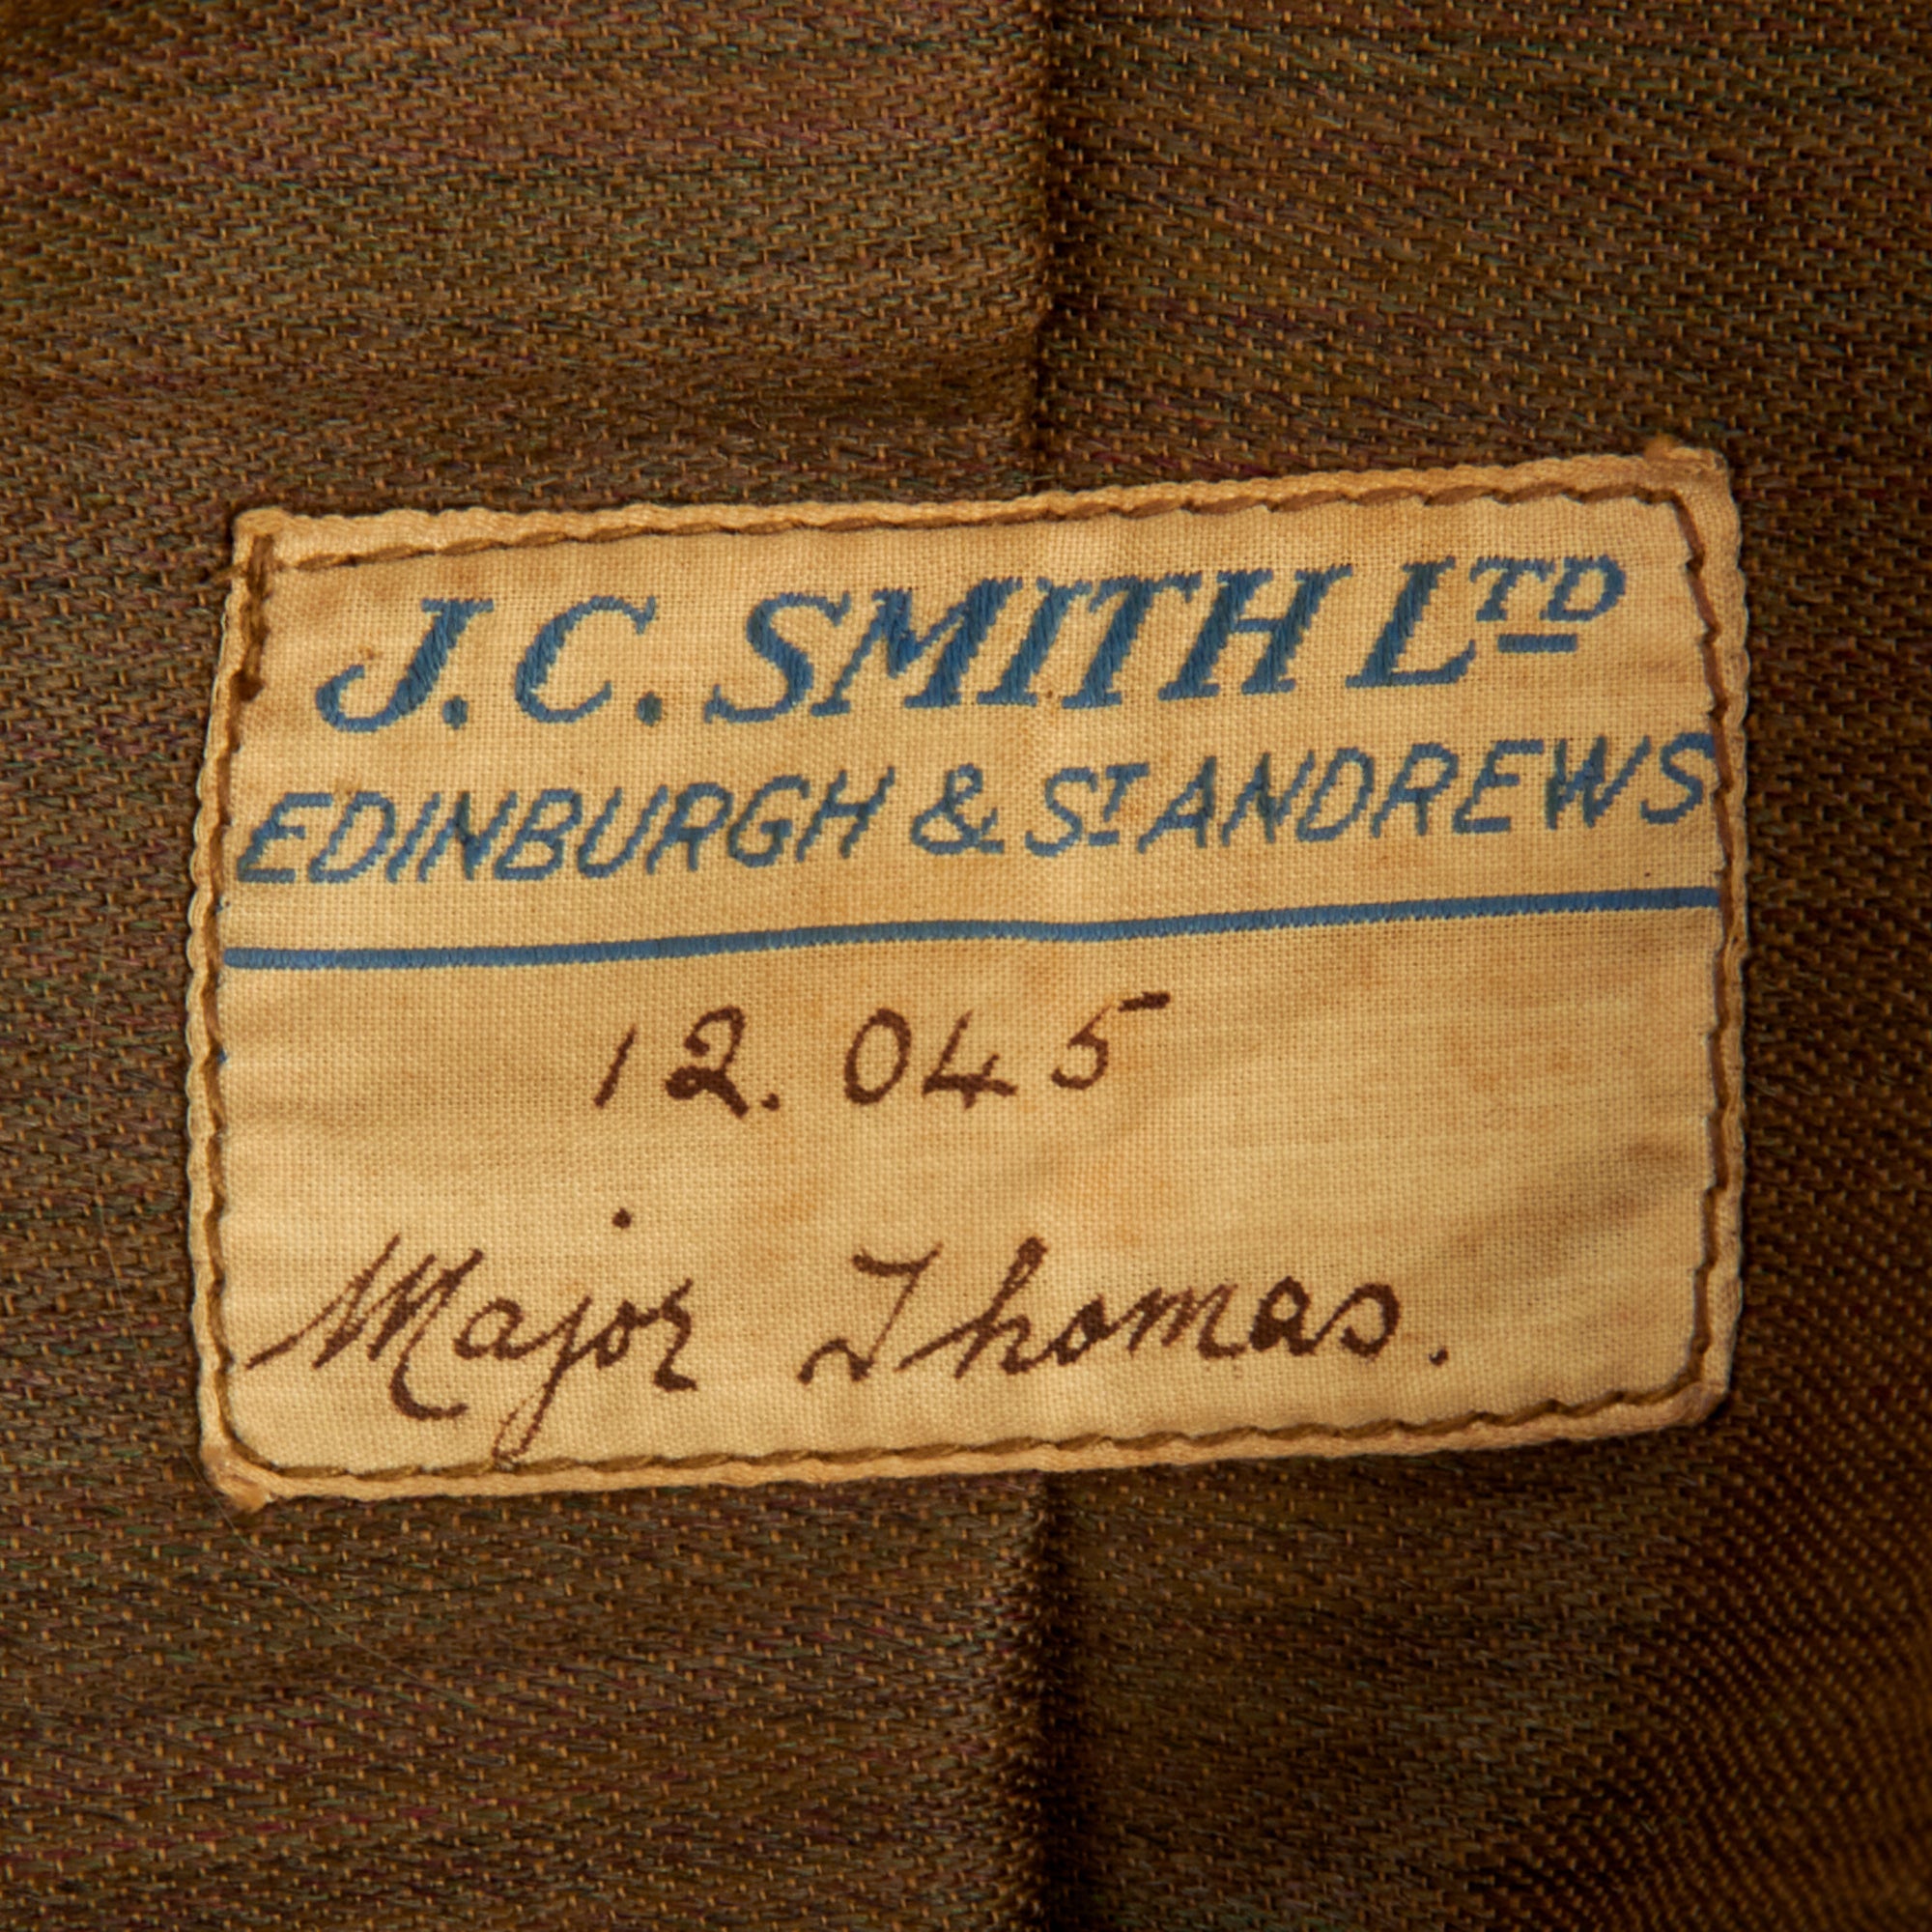 J. C. SMITH LTD
EDINBURGH & ST ANDREWS
12. 045
Major Thomas.